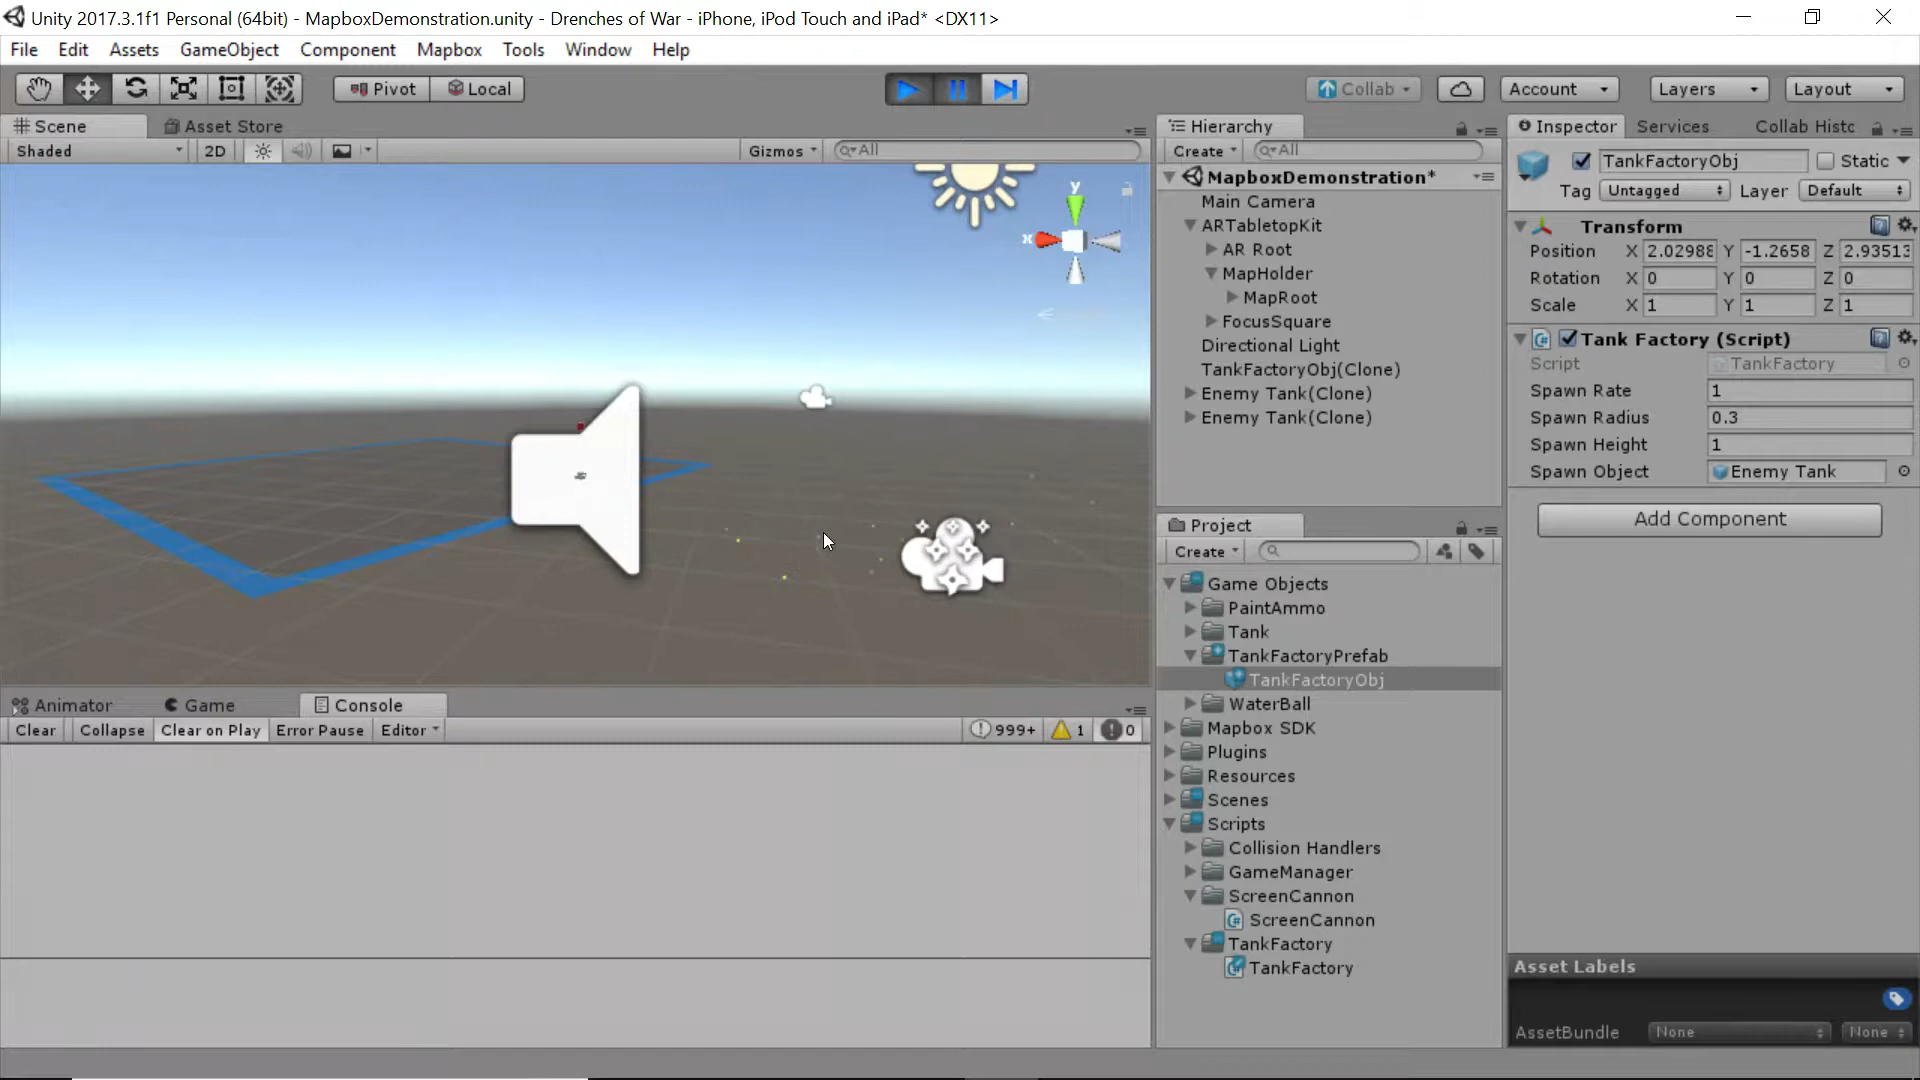 Unity 2017.3.1f1 Personal (64bit) - MapboxDemonstration.unity - Drenches of War - iPhone, iPod Touch and iPad* <DX11>
File Edit Assets GameObject Component Mapbox Tools Window Help
Pivot Local Collab Account Layers Layout
Scene Asset Store
Shaded 2D Gizmos All
y
x
Animator Game Console
Clear Collapse Clear on Play Error Pause Editor 999+ 1 0
Hierarchy
Create All
MapboxDemonstration*
Main Camera
ARTabletopKit
AR Root
MapHolder
MapRoot
FocusSquare
Directional Light
TankFactoryObj(Clone)
Enemy Tank(Clone)
Enemy Tank(Clone)
Project
Create
Game Objects
PaintAmmo
Tank
TankFactoryPrefab
TankFactoryObj
WaterBall
Mapbox SDK
Plugins
Resources
Scenes
Scripts
Collision Handlers
GameManager
ScreenCannon
ScreenCannon
TankFactory
TankFactory
Inspector Services Collab Histo
TankFactoryObj Static
Tag Untagged Layer Default
Transform
Position X 2.02988 Y -1.2658 Z 2.93513
Rotation X 0 Y 0 Z 0
Scale X 1 Y 1 Z 1
Tank Factory (Script)
Script TankFactory
Spawn Rate 1
Spawn Radius 0.3
Spawn Height 1
Spawn Object Enemy Tank
Add Component
Asset Labels
AssetBundle None None